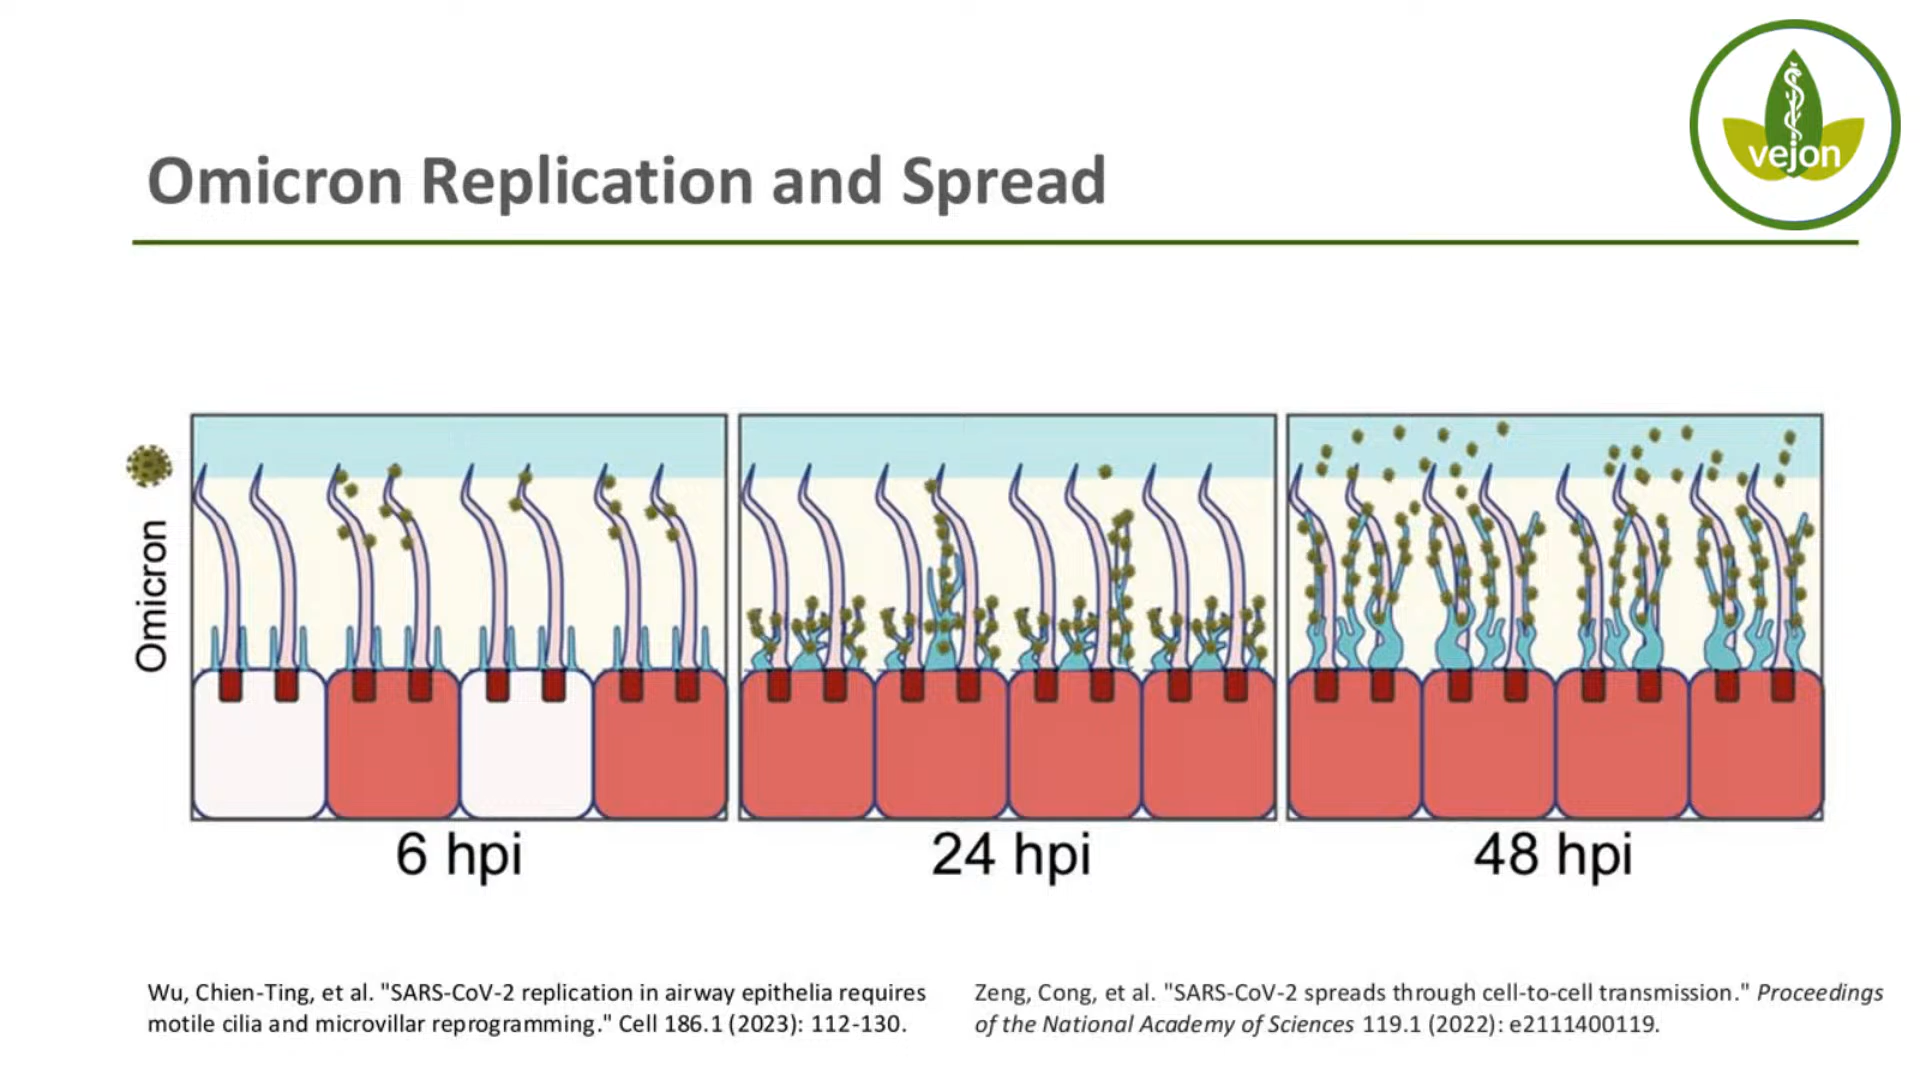 vejon
Omicron Replication and Spread
Omicron
6 hpi
24 hpi
48 hpi
Wu, Chien-Ting, et al. "SARS-CoV-2 replication in airway epithelia requires
motile cilia and microvillar reprogramming." Cell 186.1 (2023): 112-130.
Zeng, Cong, et al. "SARS-CoV-2 spreads through cell-to-cell transmission." Proceedings
of the National Academy of Sciences 119.1 (2022): e2111400119.